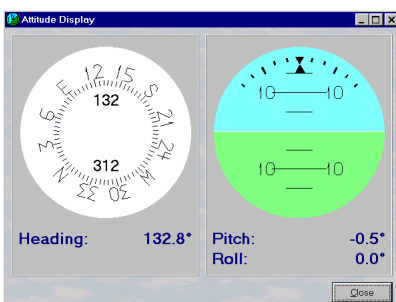 Attitude Display
12 15
E S
6 21
3 24
N W
33 30
132
312
10 10
10 10
Heading: 132.8°
Pitch: -0.5°
Roll: 0.0°
Close